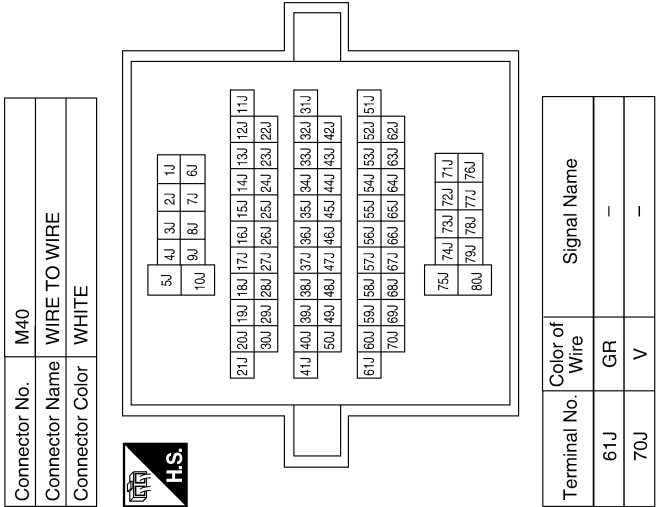 Connector No. M40
Connector Name WIRE TO WIRE
Connector Color WHITE
H.S.
5J 4J 3J 2J 1J
10J 9J 8J 7J 6J
21J 20J 19J 18J 17J 16J 15J 14J 13J 12J 11J
30J 29J 28J 27J 26J 25J 24J 23J 22J
41J 40J 39J 38J 37J 36J 35J 34J 33J 32J 31J
50J 49J 48J 47J 46J 45J 44J 43J 42J
61J 60J 59J 58J 57J 56J 55J 54J 53J 52J 51J
70J 69J 68J 67J 66J 65J 64J 63J 62J
75J 74J 73J 72J 71J
80J 79J 78J 77J 76J
Terminal No. Color of Wire Signal Name
61J GR –
70J V –